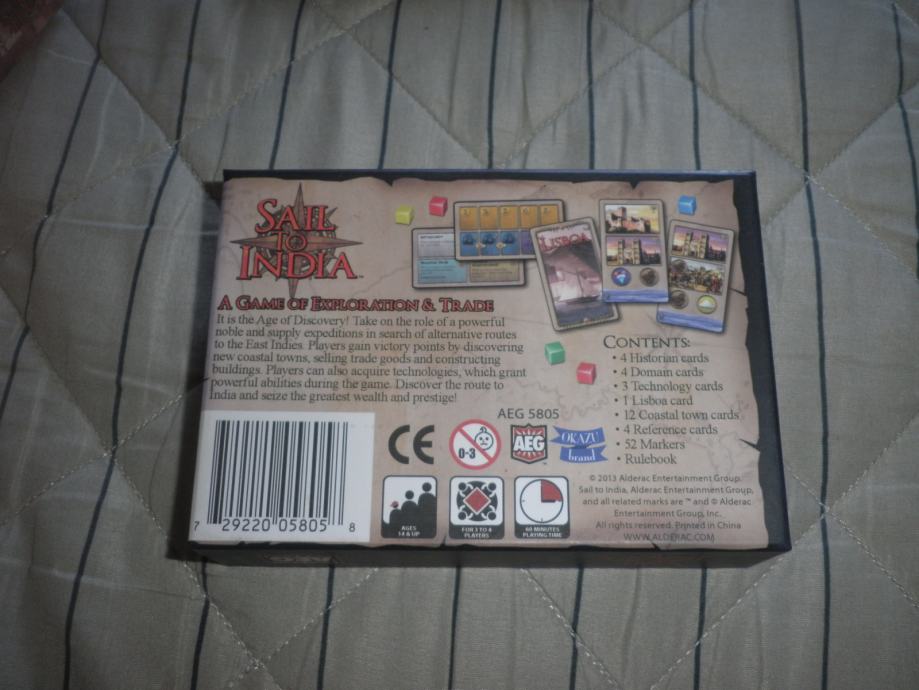 SAIL
TO
INDIA
A GAME OF EXPLORATION & TRADE
It is the Age of Discovery! Take on the role of a powerful
noble and supply expeditions in search of alternative routes
to the East Indies. Players gain victory points by discovering
new coastal towns, selling trade goods and constructing
buildings. Players can also acquire technologies, which grant
powerful abilities during the game. Discover the route to
India and seize the greatest wealth and prestige!
LISBOA
CONTENTS:
• 4 Historian cards
• 4 Domain cards
• 3 Technology cards
• 1 Lisboa card
• 12 Coastal town cards
• 4 Reference cards
• 52 Markers
• Rulebook
AEG 5805
CE
0-3
AEG
OKAZU
brand
7 29220 05805 8
AGES
14 & UP
FOR 3 TO 4
PLAYERS
60 MINUTES
PLAYING TIME
© 2013 Alderac Entertainment Group.
Sail to India, Alderac Entertainment Group,
and all related marks are ™ and ® Alderac
Entertainment Group, Inc.
All rights reserved. Printed in China
WWW.ALDERAC.COM